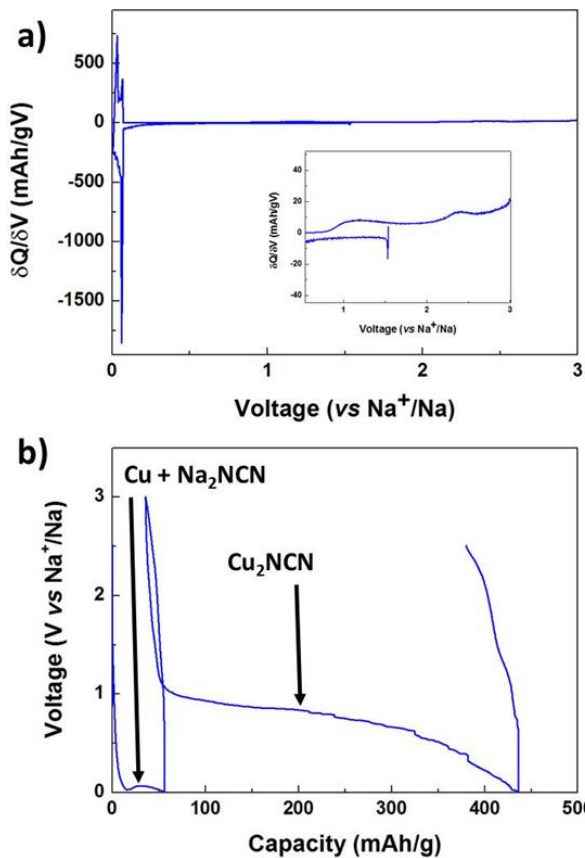 a)
500
0
-500
-1000
-1500
δQ/δV (mAh/gV)
40
20
0
-20
-40
δQ/δV (mAh/gV)
1
2
3
Voltage (vs Na⁺/Na)
0
1
2
3
Voltage (vs Na⁺/Na)
b)
Cu + Na₂NCN
Cu₂NCN
3
2
1
0
Voltage (V vs Na⁺/Na)
100
200
300
400
500
Capacity (mAh/g)